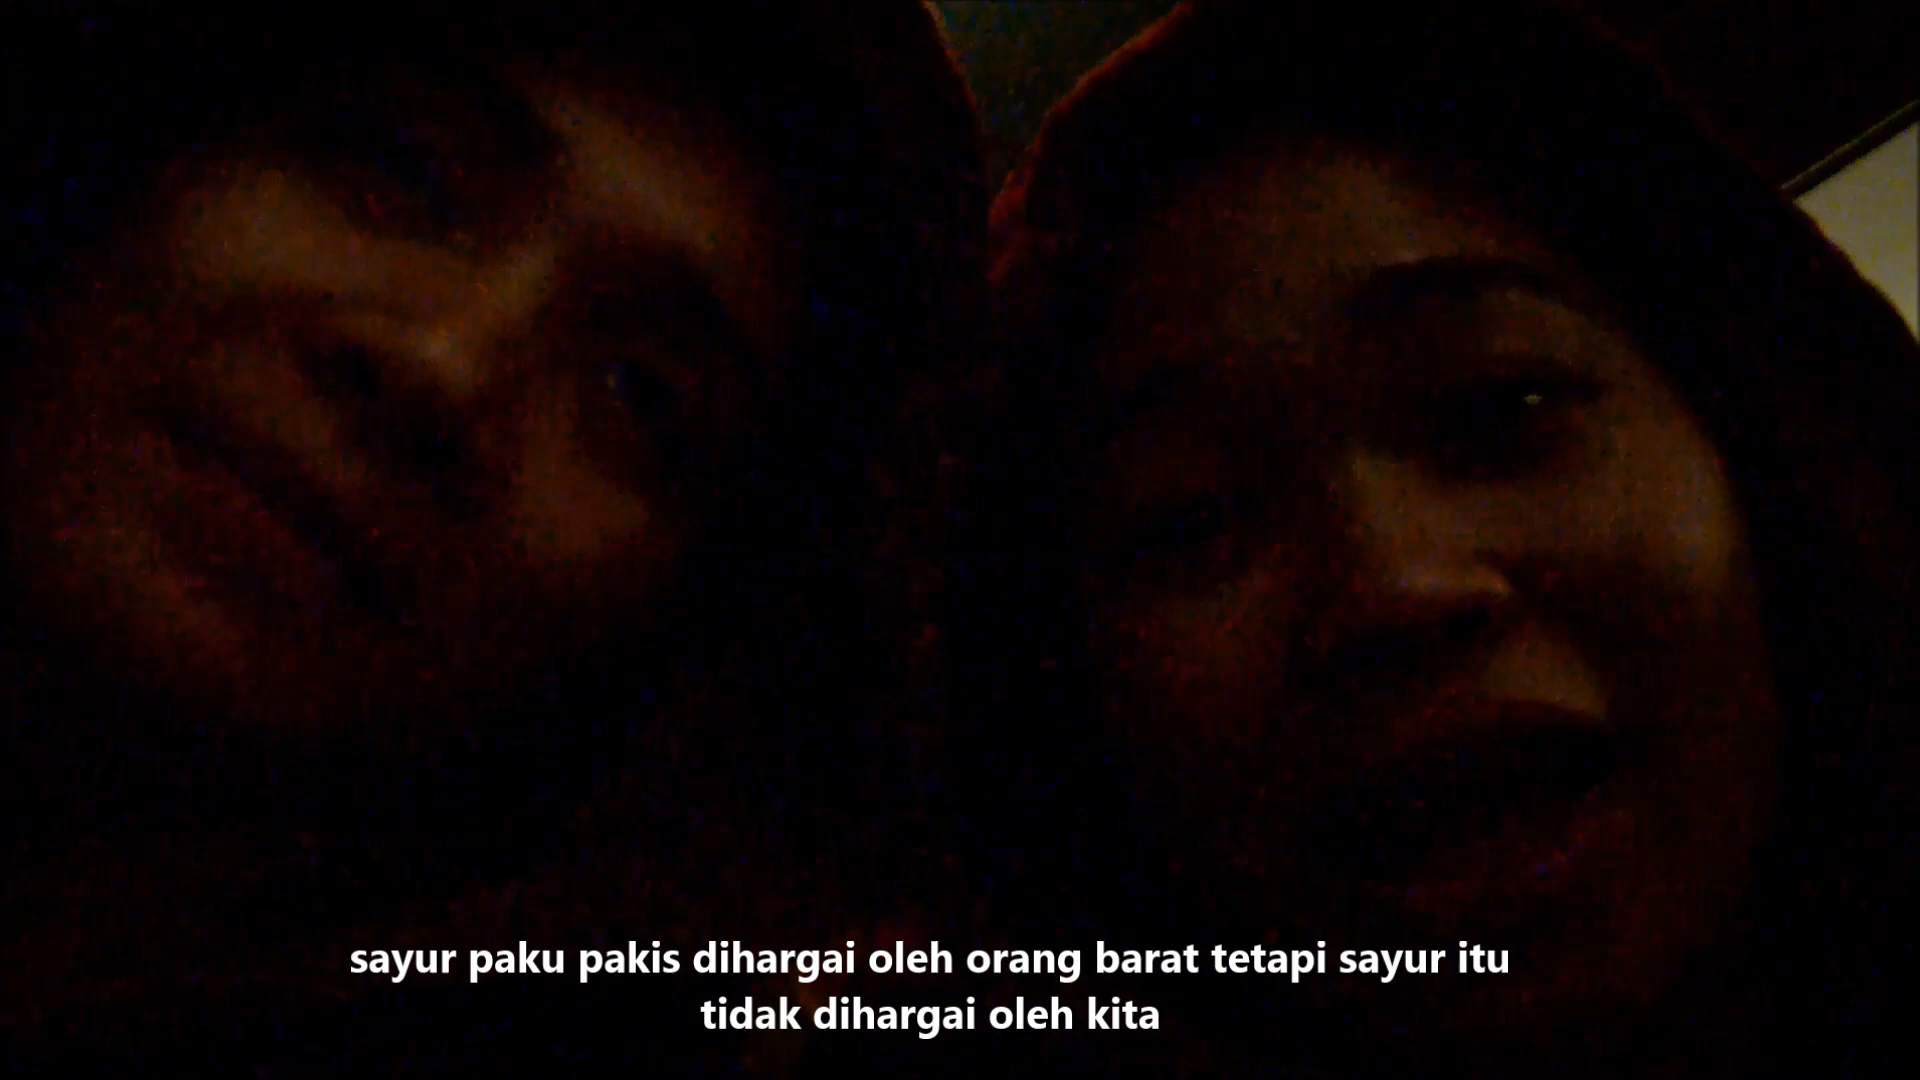 sayur paku pakis dihargai oleh orang barat tetapi sayur itu
tidak dihargai oleh kita